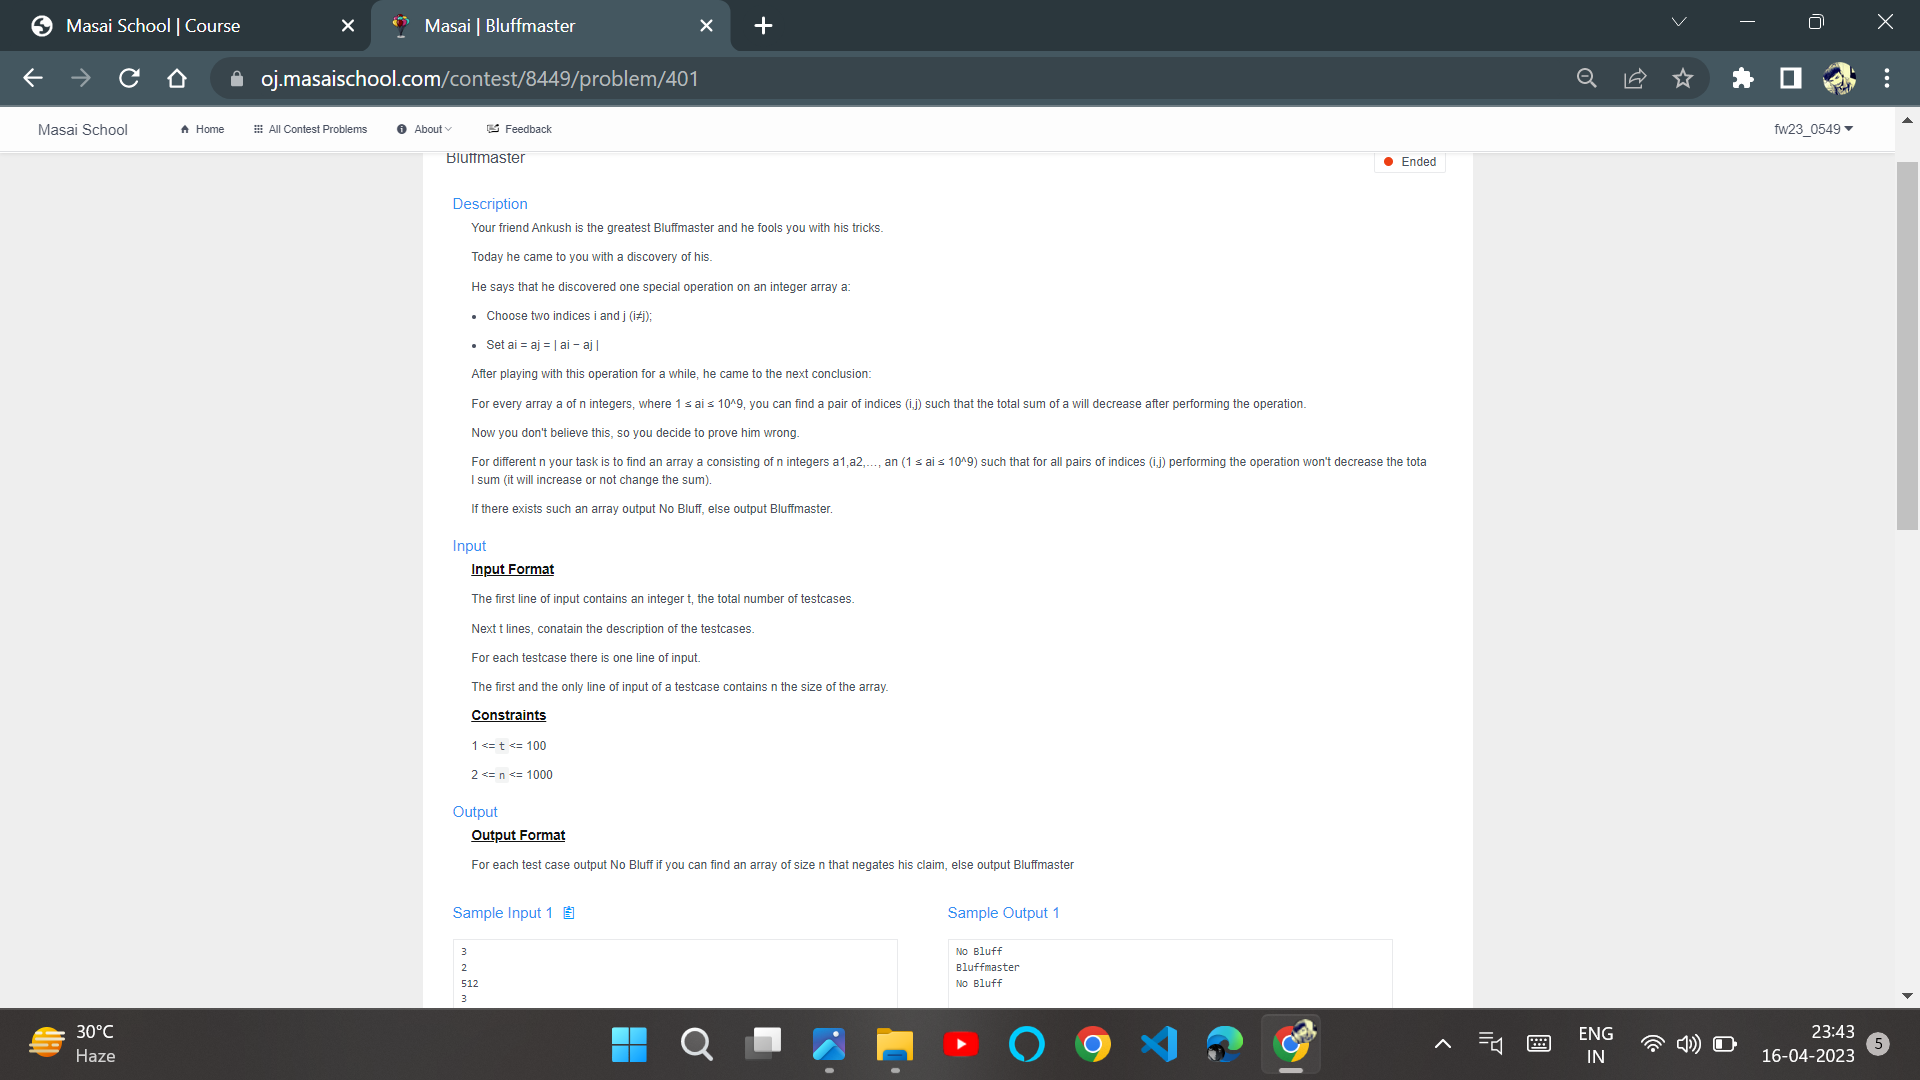 Masai School | Course
Masai | Bluffmaster
oj.masaischool.com/contest/8449/problem/401
Masai School
Home
All Contest Problems
About
Feedback
fw23_0549
Bluffmaster
Ended
Description
Your friend Ankush is the greatest Bluffmaster and he fools you with his tricks.
Today he came to you with a discovery of his.
He says that he discovered one special operation on an integer array a:
• Choose two indices i and j (i≠j);
• Set ai = aj = | ai − aj |
After playing with this operation for a while, he came to the next conclusion:
For every array a of n integers, where 1 ≤ ai ≤ 10^9, you can find a pair of indices (i,j) such that the total sum of a will decrease after performing the operation.
Now you don't believe this, so you decide to prove him wrong.
For different n your task is to find an array a consisting of n integers a1,a2,…, an (1 ≤ ai ≤ 10^9) such that for all pairs of indices (i,j) performing the operation won't decrease the tota
l sum (it will increase or not change the sum).
If there exists such an array output No Bluff, else output Bluffmaster.
Input
Input Format
The first line of input contains an integer t, the total number of testcases.
Next t lines, conatain the description of the testcases.
For each testcase there is one line of input.
The first and the only line of input of a testcase contains n the size of the array.
Constraints
1 <= t <= 100
2 <= n <= 1000
Output
Output Format
For each test case output No Bluff if you can find an array of size n that negates his claim, else output Bluffmaster
Sample Input 1
Sample Output 1
3
2
512
3
No Bluff
Bluffmaster
No Bluff
30°C
Haze
ENG
IN
23:43
16-04-2023
5